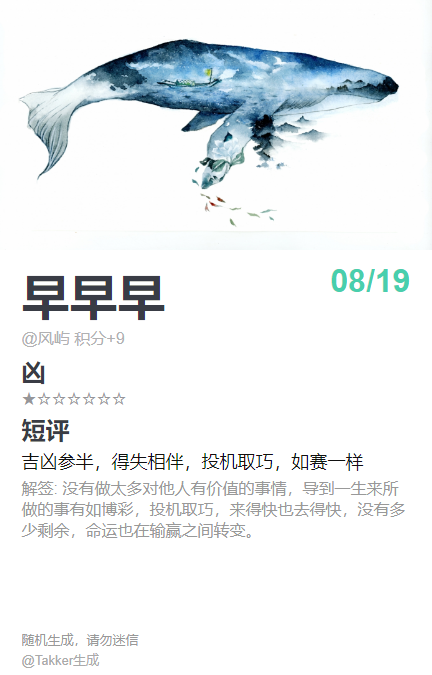 早早早
08/19
@风屿 积分+9
凶
★☆☆☆☆☆☆
短评
吉凶参半，得失相伴，投机取巧，如赛一样
解签: 没有做太多对他人有价值的事情，导到一生来所
做的事有如博彩，投机取巧，来得快也去得快，没有多
少剩余，命运也在输赢之间转变。
随机生成，请勿迷信
@Takker生成